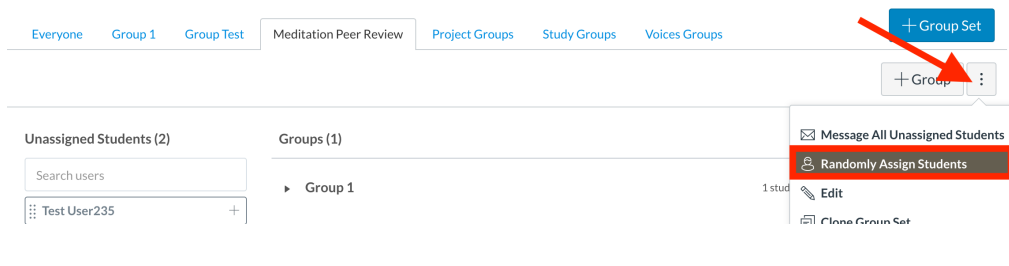 + Group Set
Everyone Group 1 Group Test Meditation Peer Review Project Groups Study Groups Voices Groups
+ Group
Unassigned Students (2) Groups (1)
Message All Unassigned Students
Search users
Randomly Assign Students
Group 1 1 stud
Edit
Test User235 +
Clone Group Set